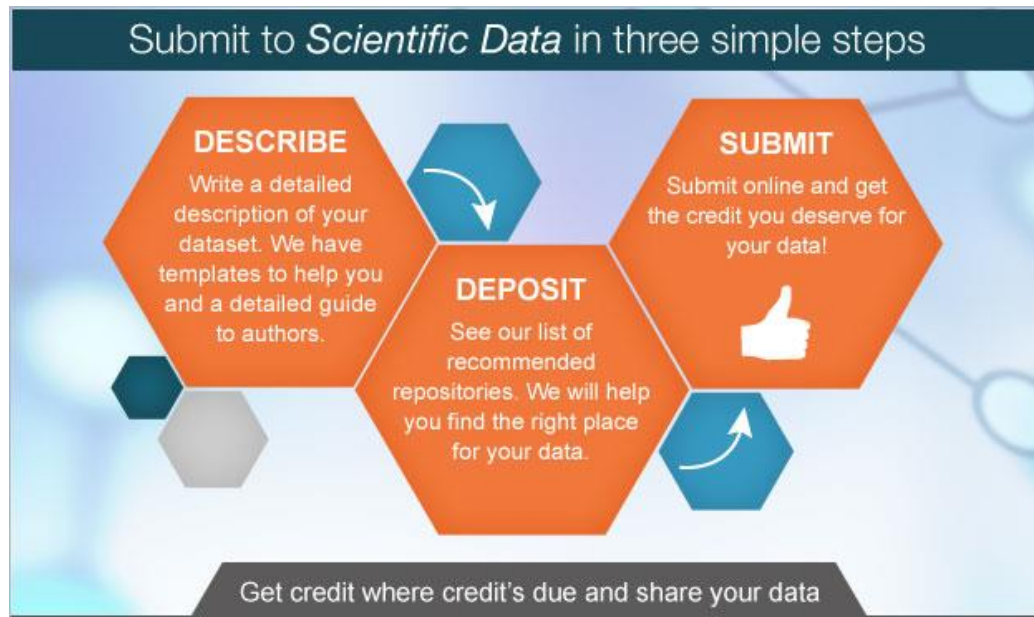 Submit to Scientific Data in three simple steps
DESCRIBE
Write a detailed
description of your
dataset. We have
templates to help you
and a detailed guide
to authors.
DEPOSIT
See our list of
recommended
repositories. We will help
you find the right place
for your data.
SUBMIT
Submit online and get
the credit you deserve for
your data!
Get credit where credit's due and share your data